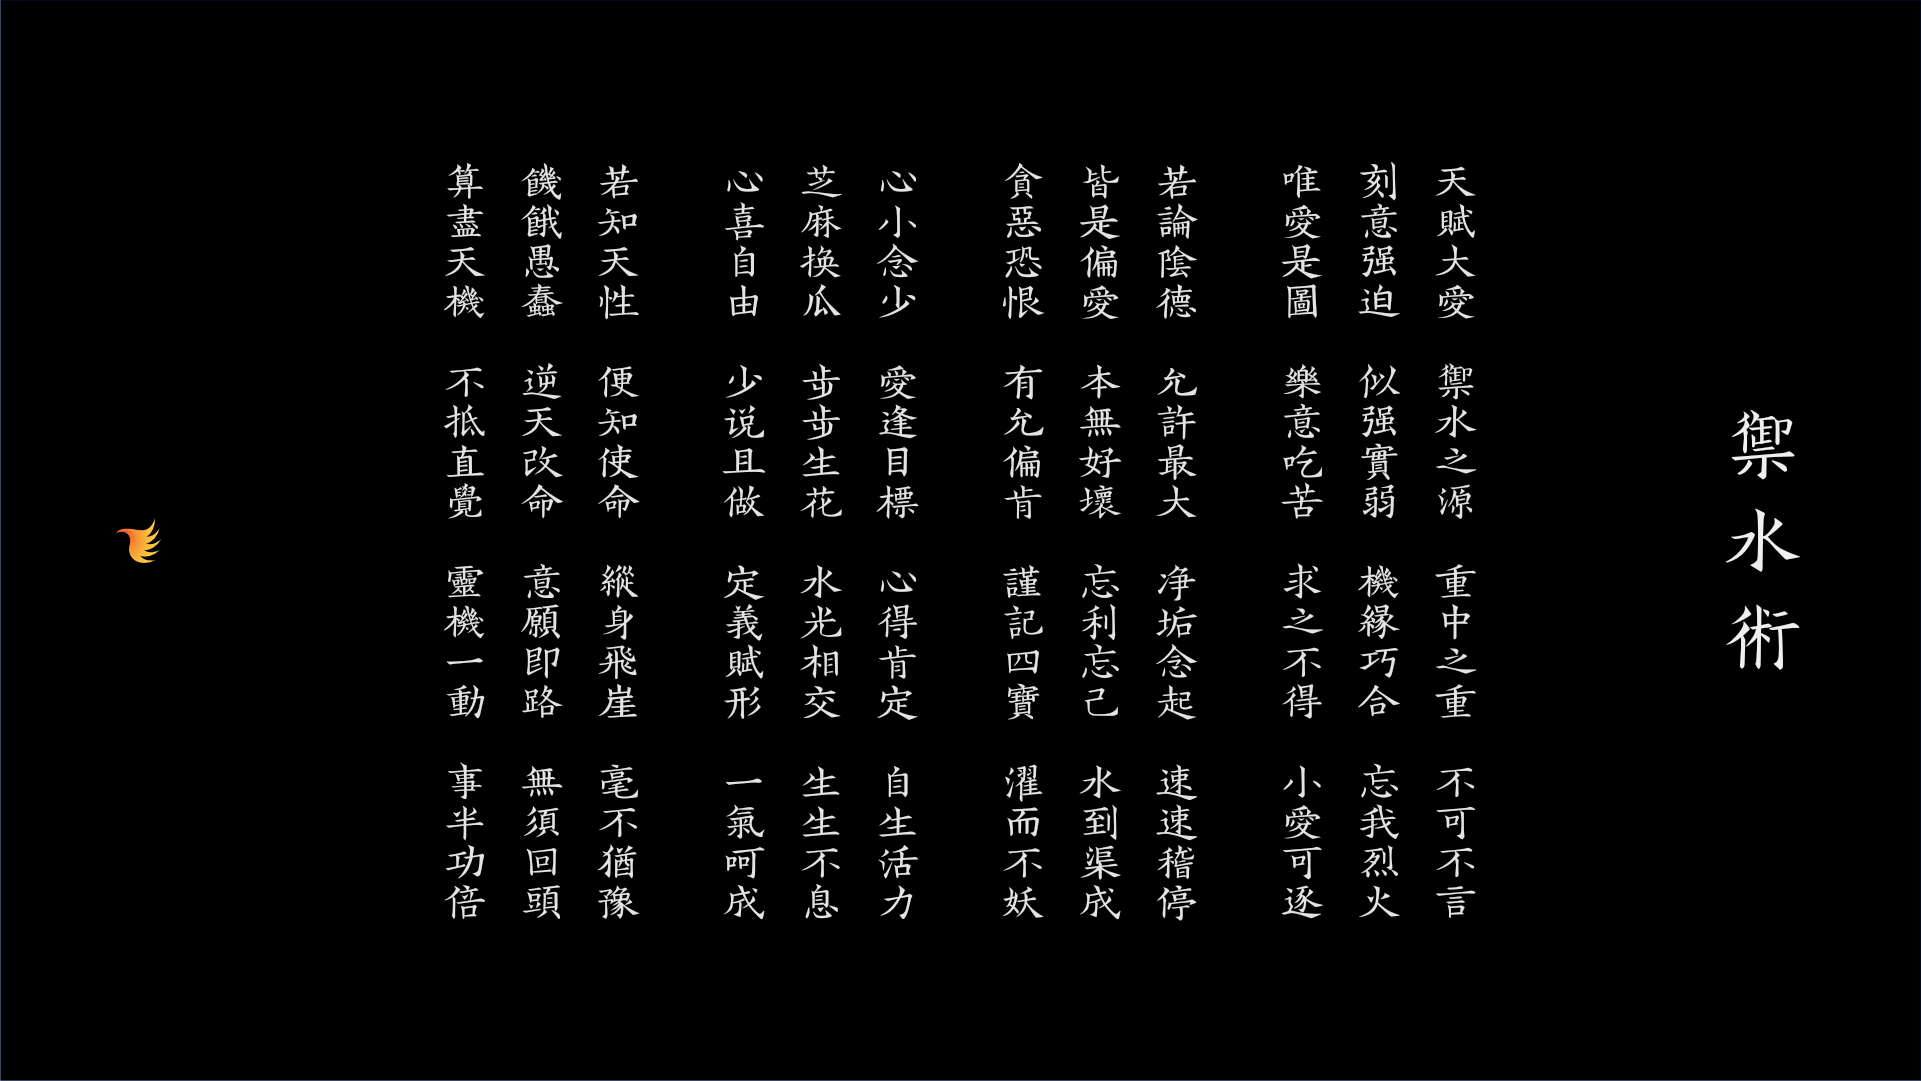 禦水術
天賦大愛 禦水之源 重中之重 不可不言
刻意强迫 似强實弱 機緣巧合 忘我烈火
唯愛是圖 樂意吃苦 求之不得 小愛可逐
若論陰德 允許最大 净垢念起 速速稽停
皆是偏愛 本無好壞 忘利忘己 水到渠成
貪惡恐恨 有允偏肯 謹記四寶 濯而不妖
心小念少 愛逢目標 心得肯定 自生活力
芝麻换瓜 步步生花 水光相交 生生不息
心喜自由 少说且做 定義賦形 一氣呵成
若知天性 便知使命 縱身飛崖 毫不猶豫
饑餓愚蠢 逆天改命 意願即路 無須回頭
算盡天機 不抵直覺 靈機一動 事半功倍